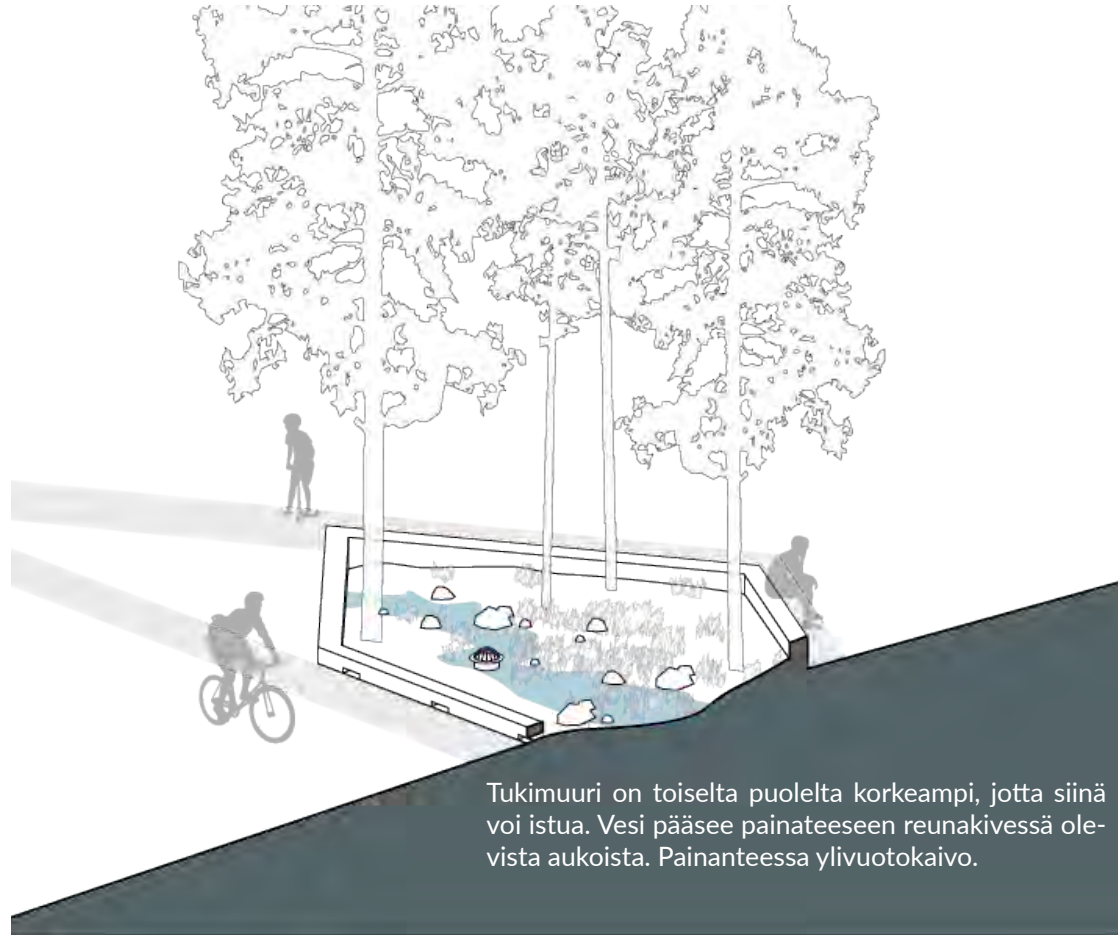 Tukimuuri on toiselta puolelta korkeampi, jotta siinä
voi istua. Vesi pääsee painateeseen reunakivessä ole-
vista aukoista. Painanteessa ylivuotokaivo.